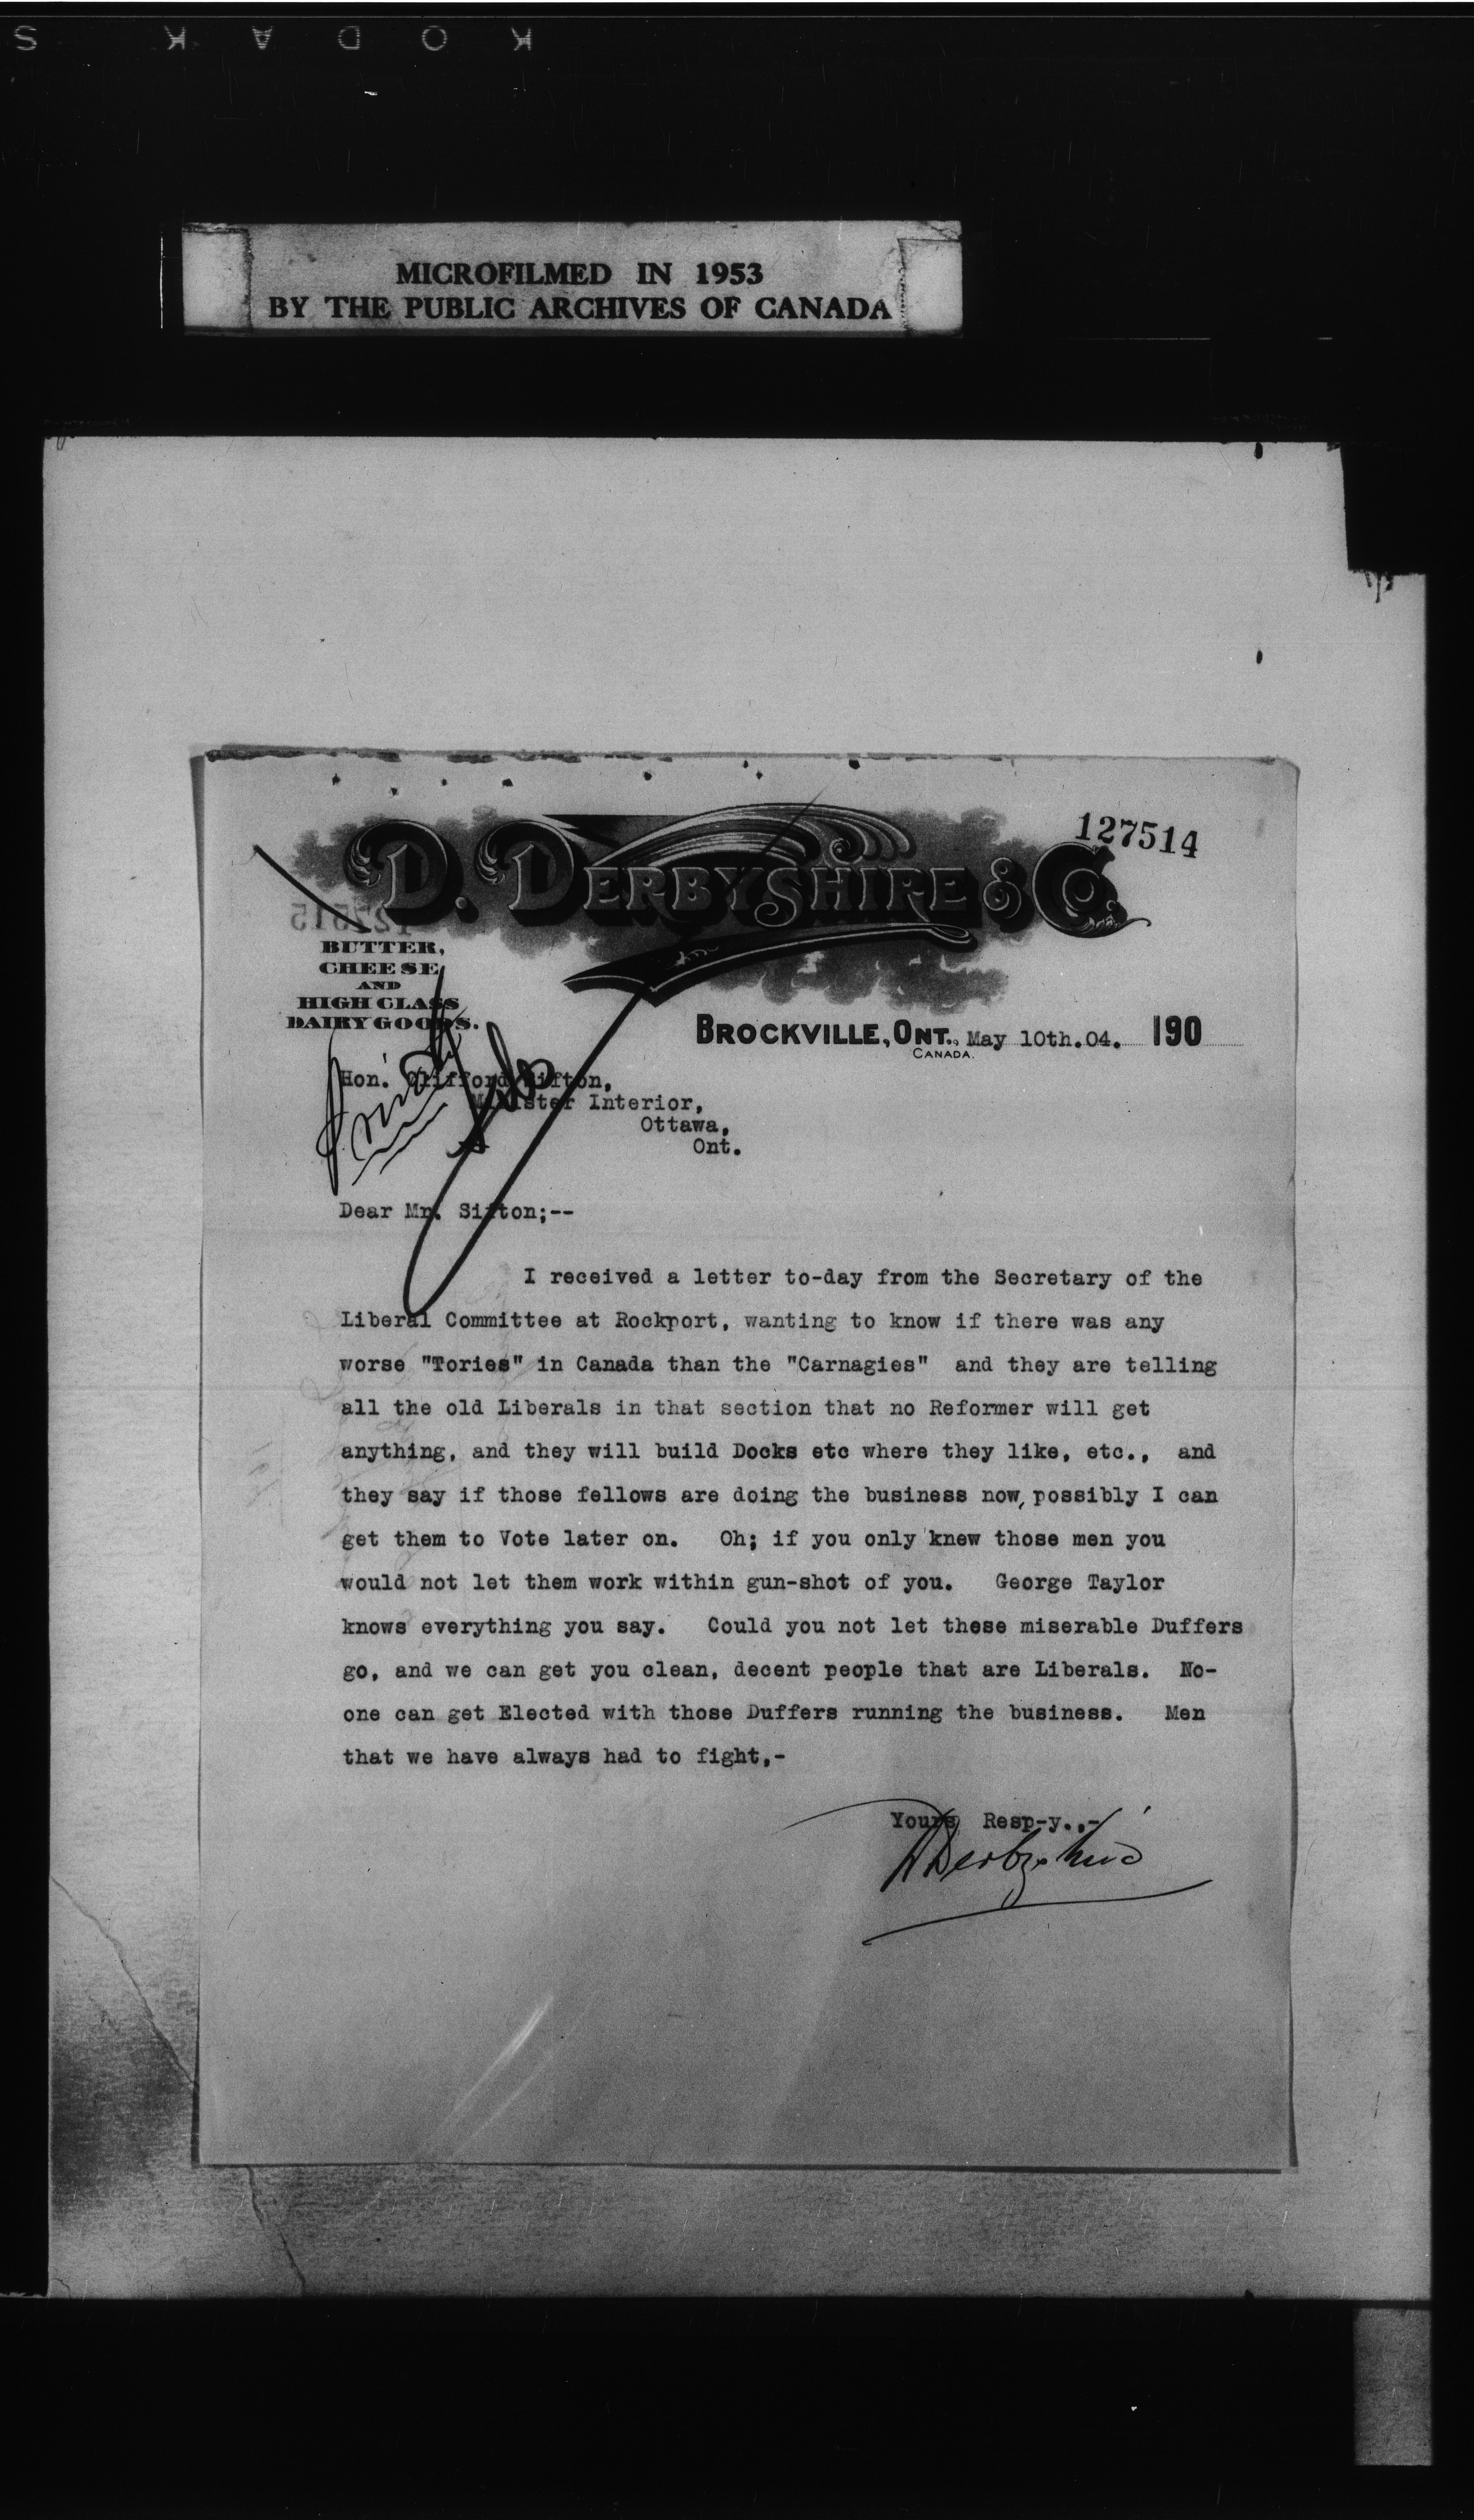 KODAK S
MICROFILMED IN 1953
BY THE PUBLIC ARCHIVES OF CANADA
127514
D. DERBYSHIRE & Co.
127515
BUTTER,
CHEESE
AND
HIGH CLASS
DAIRY GOODS.
BROCKVILLE, ONT., May 10th. 04. 190
CANADA.
Hon. Clifford Sifton,
Minister Interior,
Ottawa,
Ont.
Dear Mr. Sifton;--
I received a letter to-day from the Secretary of the
Liberal Committee at Rockport, wanting to know if there was any
worse "Tories" in Canada than the "Carnagies" and they are telling
all the old Liberals in that section that no Reformer will get
anything, and they will build Docks etc where they like, etc., and
they say if those fellows are doing the business now, possibly I can
get them to Vote later on. Oh; if you only knew those men you
would not let them work within gun-shot of you. George Taylor
knows everything you say. Could you not let these miserable Duffers
go, and we can get you clean, decent people that are Liberals. No-
one can get Elected with those Duffers running the business. Men
that we have always had to fight,-
Yours Resp-y.,-
D Derbyshire